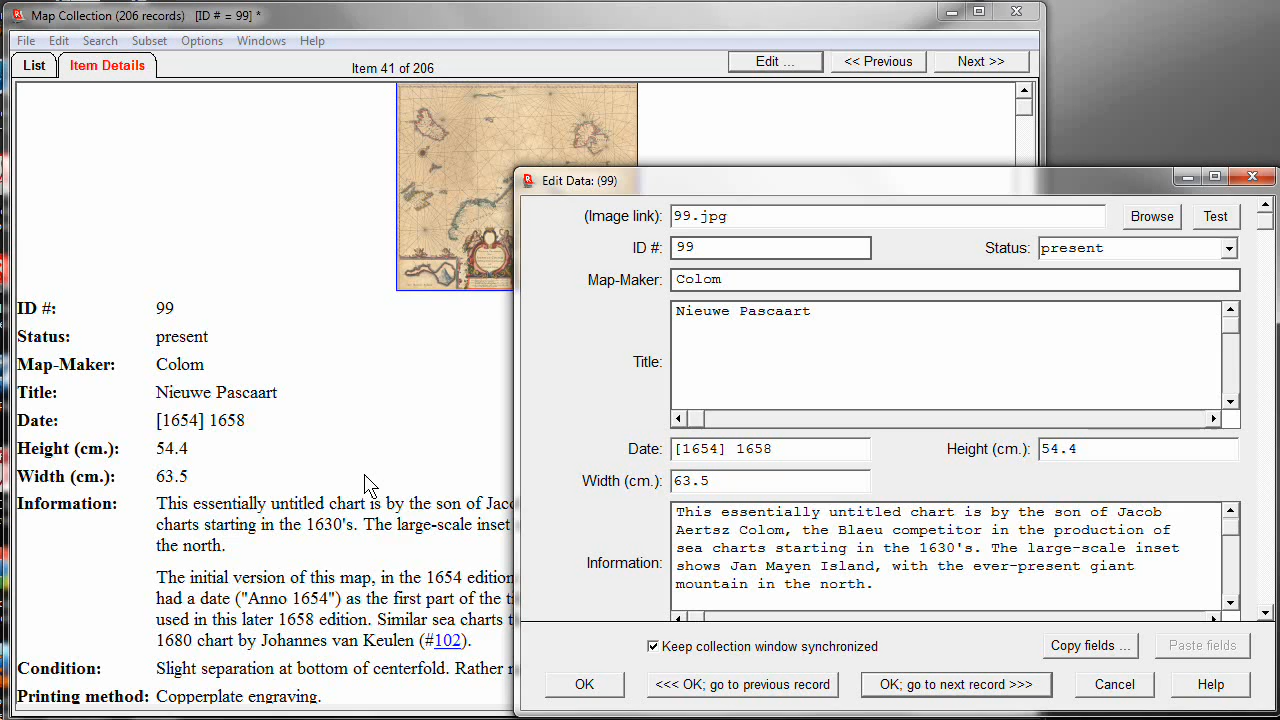 Map Collection (206 records) [ID # = 99] *
File Edit Search Subset Options Windows Help
List Item Details Item 41 of 206 Edit ... << Previous Next >>
ID #: 99
Status: present
Map-Maker: Colom
Title: Nieuwe Pascaart
Date: [1654] 1658
Height (cm.): 54.4
Width (cm.): 63.5
Information: This essentially untitled chart is by the son of Jaco
charts starting in the 1630's. The large-scale inset
the north.
The initial version of this map, in the 1654 edition
had a date ("Anno 1654") as the first part of the ti
used in this later 1658 edition. Similar sea charts t
1680 chart by Johannes van Keulen (#102).
Condition: Slight separation at bottom of centerfold. Rather
Printing method: Copperplate engraving.
Edit Data: (99)
(Image link): 99.jpg Browse Test
ID #: 99 Status: present
Map-Maker: Colom
Title: Nieuwe Pascaart
Date: [1654] 1658 Height (cm.): 54.4
Width (cm.): 63.5
Information: This essentially untitled chart is by the son of Jacob
Aertsz Colom, the Blaeu competitor in the production of
sea charts starting in the 1630's. The large-scale inset
shows Jan Mayen Island, with the ever-present giant
mountain in the north.
Keep collection window synchronized Copy fields ... Paste fields
OK <<< OK; go to previous record OK; go to next record >>> Cancel Help